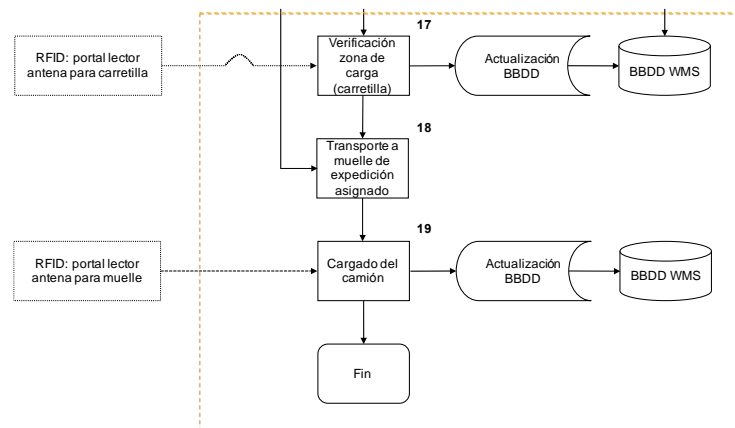 17
RFID: portal lector
antena para carretilla
Verificación
zona de
carga
(carretilla)
Actualización
BBDD
BBDD WMS
18
Transporte a
muelle de
expedición
asignado
19
RFID: portal lector
antena para muelle
Cargado del
camión
Actualización
BBDD
BBDD WMS
Fin